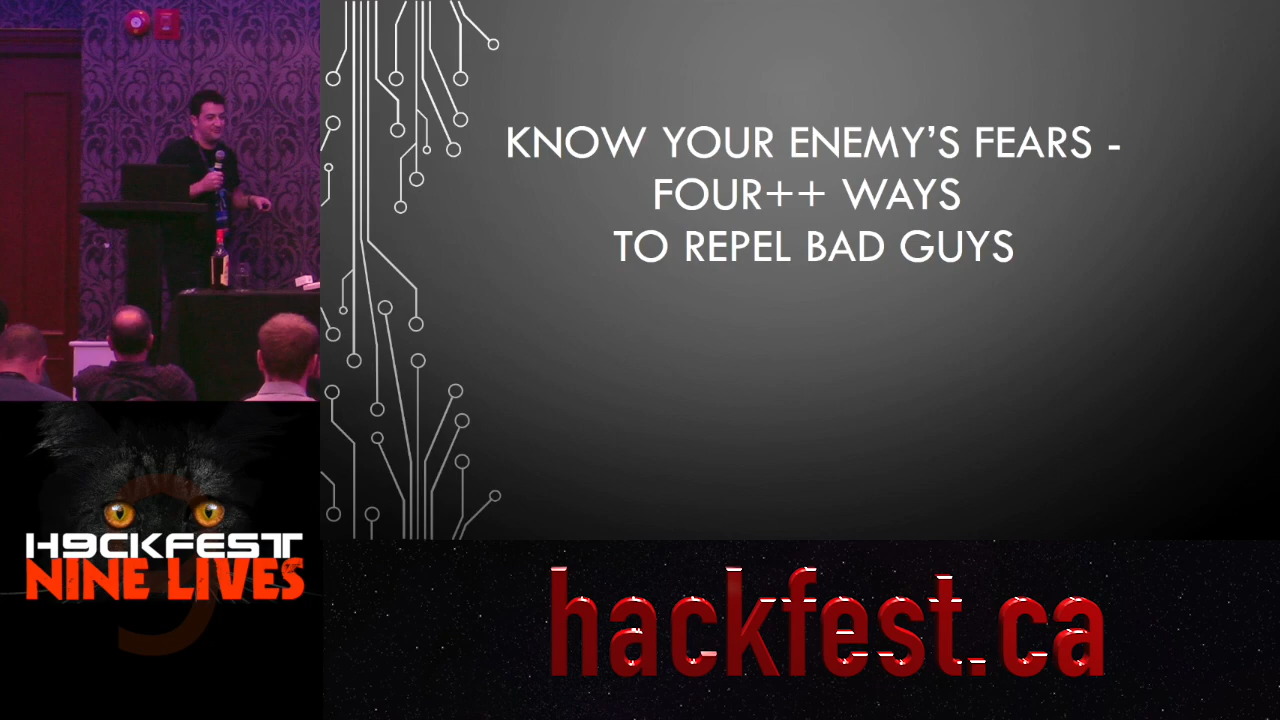 KNOW YOUR ENEMY’S FEARS -
FOUR++ WAYS
TO REPEL BAD GUYS
H9CKFEST
NINE LIVES
hackfest.ca